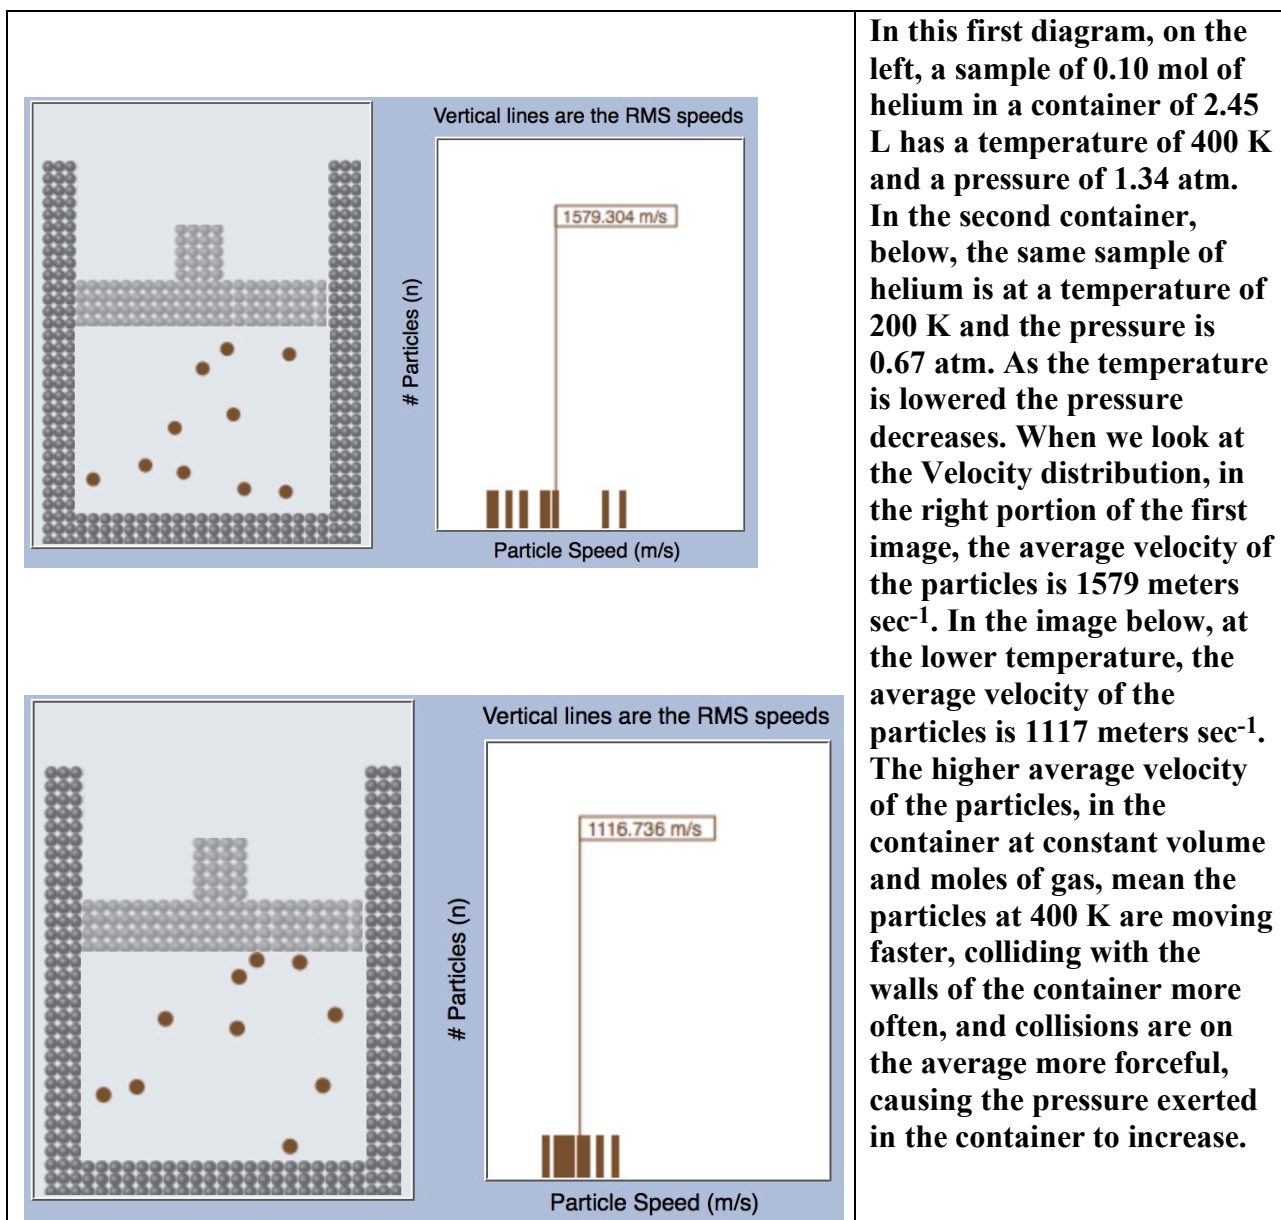 Vertical lines are the RMS speeds
1579.304 m/s
# Particles (n)
Particle Speed (m/s)
Vertical lines are the RMS speeds
1116.736 m/s
# Particles (n)
Particle Speed (m/s)
In this first diagram, on the
left, a sample of 0.10 mol of
helium in a container of 2.45
L has a temperature of 400 K
and a pressure of 1.34 atm.
In the second container,
below, the same sample of
helium is at a temperature of
200 K and the pressure is
0.67 atm. As the temperature
is lowered the pressure
decreases. When we look at
the Velocity distribution, in
the right portion of the first
image, the average velocity of
the particles is 1579 meters
sec-1. In the image below, at
the lower temperature, the
average velocity of the
particles is 1117 meters sec-1.
The higher average velocity
of the particles, in the
container at constant volume
and moles of gas, mean the
particles at 400 K are moving
faster, colliding with the
walls of the container more
often, and collisions are on
the average more forceful,
causing the pressure exerted
in the container to increase.